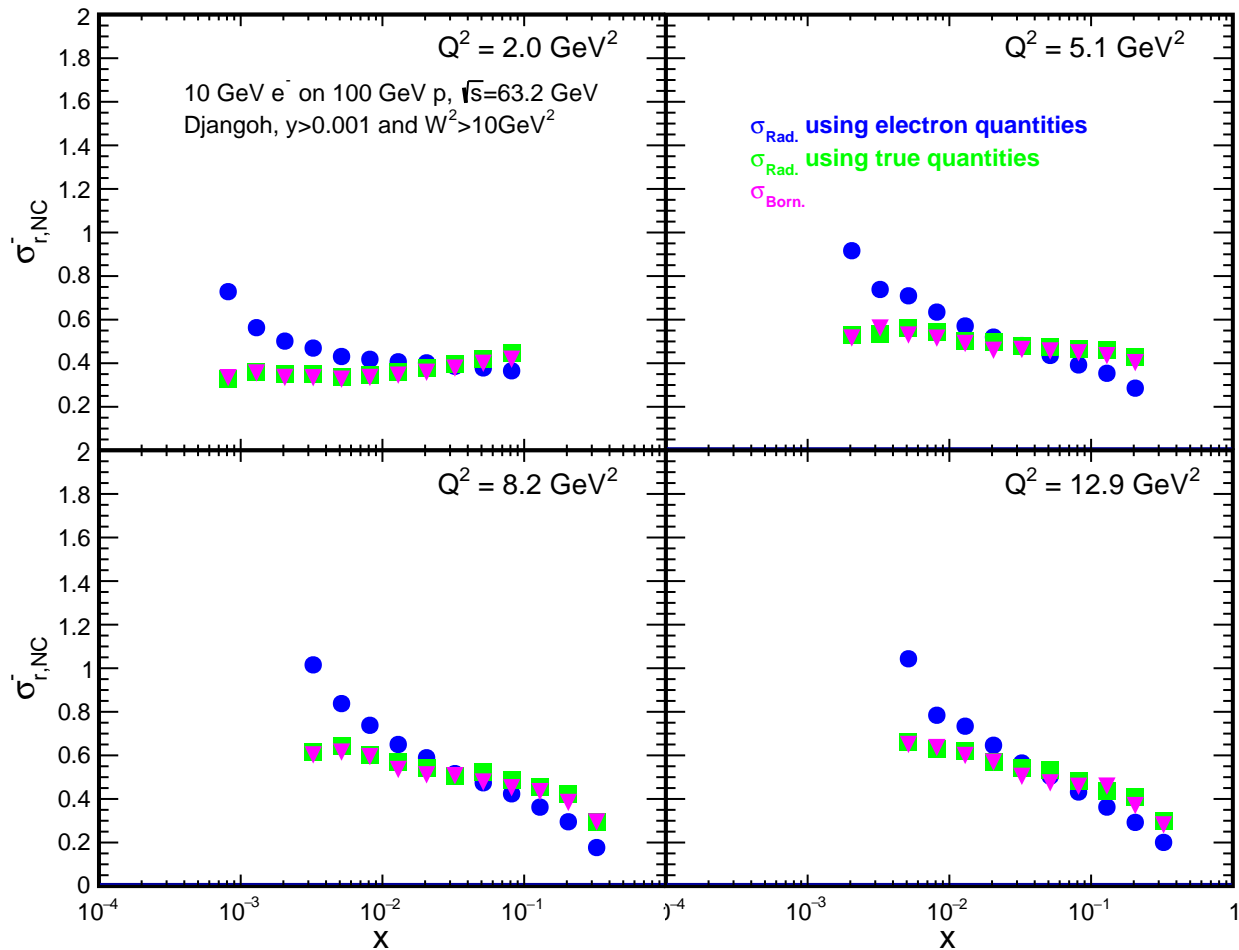 Q² = 2.0 GeV²
10 GeV e⁻ on 100 GeV p, √s=63.2 GeV
Djangoh, y>0.001 and W²>10GeV²
Q² = 5.1 GeV²
σRad. using electron quantities
σRad. using true quantities
σBorn.
σ⁻r,NC
2
1.8
1.6
1.4
1.2
1
0.8
0.6
0.4
0.2
Q² = 8.2 GeV²
Q² = 12.9 GeV²
σ⁻r,NC
2
1.8
1.6
1.4
1.2
1
0.8
0.6
0.4
0.2
0
10⁻⁴ 10⁻³ 10⁻² 10⁻¹ 10⁻⁴ 10⁻³ 10⁻² 10⁻¹ 1
x x